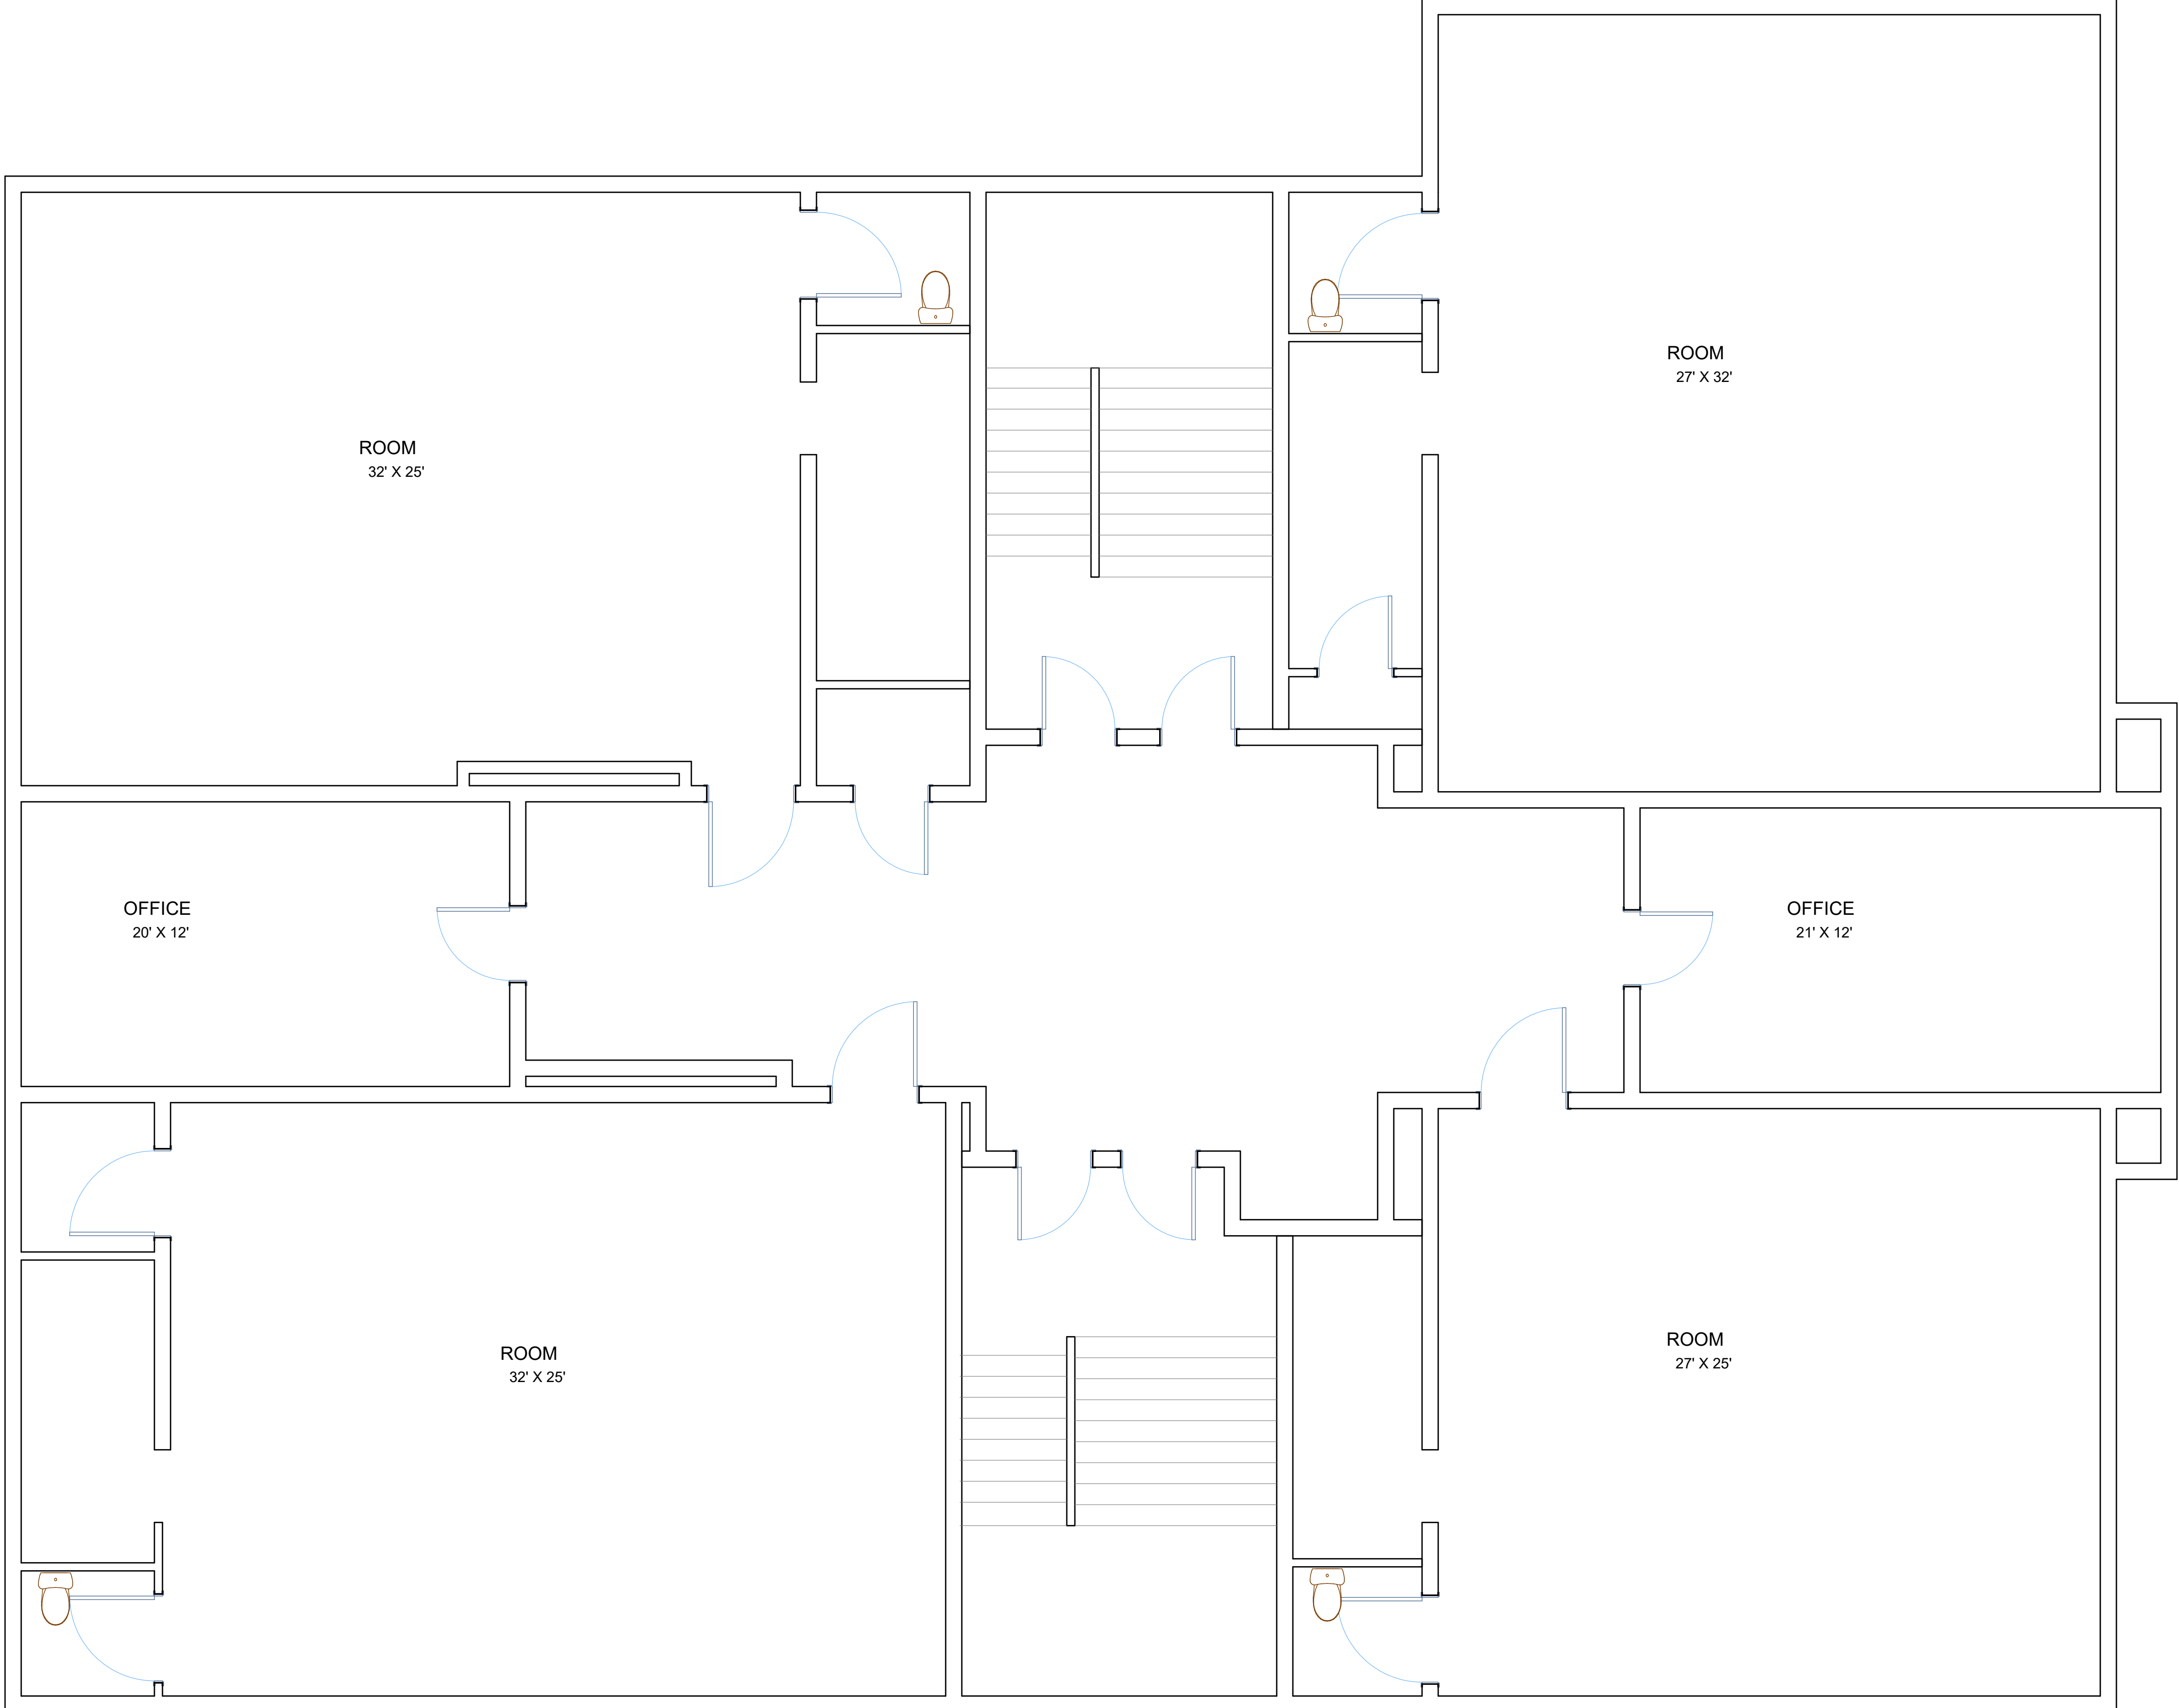 ROOM
27' X 32'
ROOM
32' X 25'
OFFICE
20' X 12'
OFFICE
21' X 12'
ROOM
32' X 25'
ROOM
27' X 25'